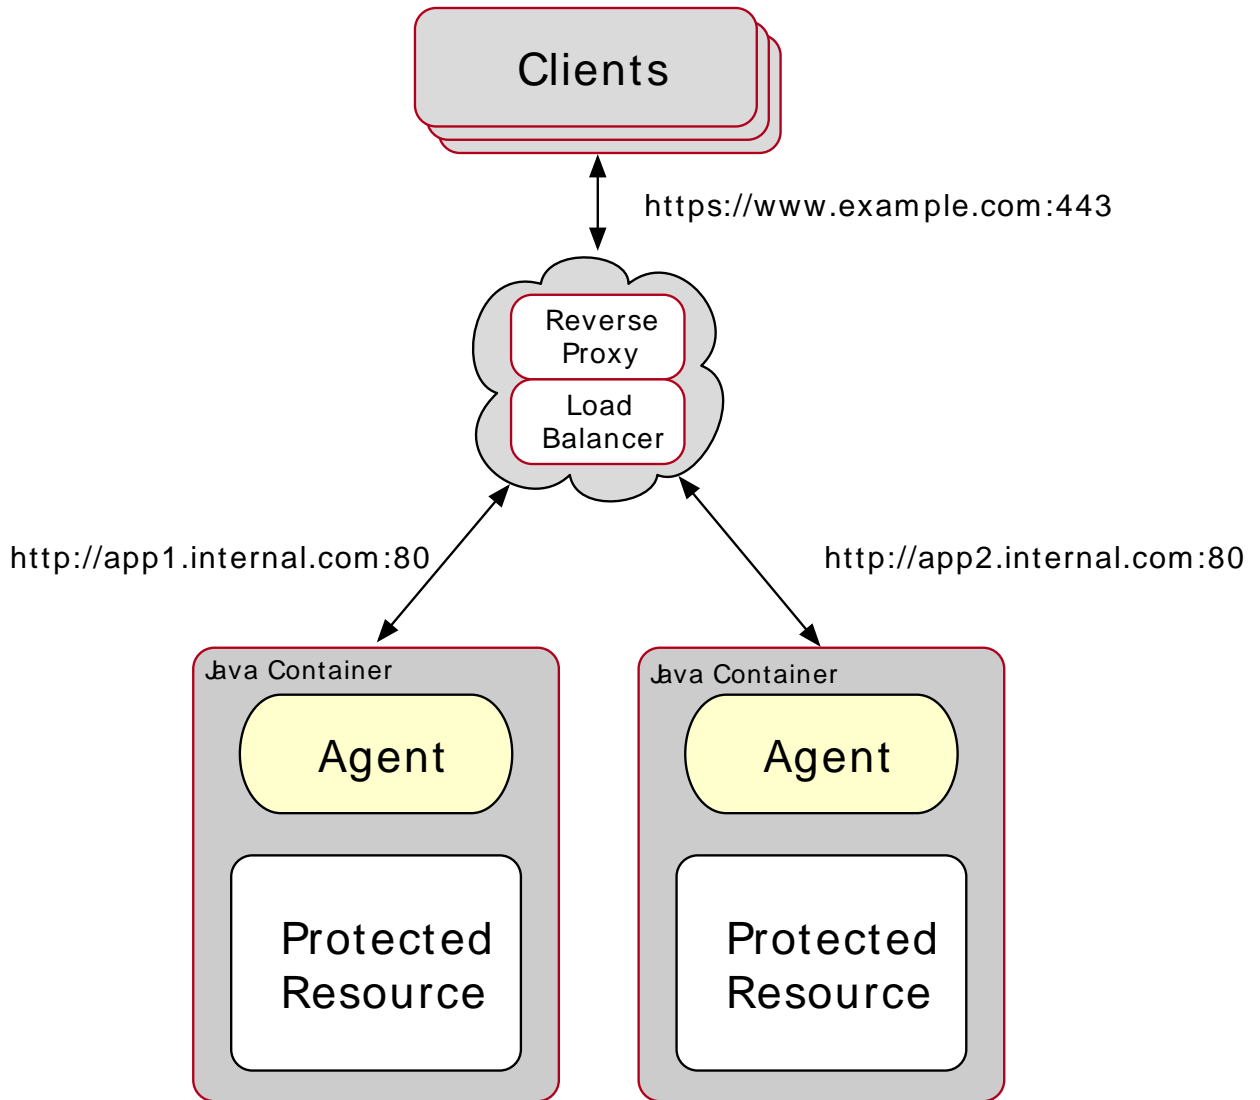 Clients
https://www.example.com:443
Reverse
Proxy
Load
Balancer
http://app1.internal.com:80
http://app2.internal.com:80
Java Container
Agent
Protected
Resource
Java Container
Agent
Protected
Resource